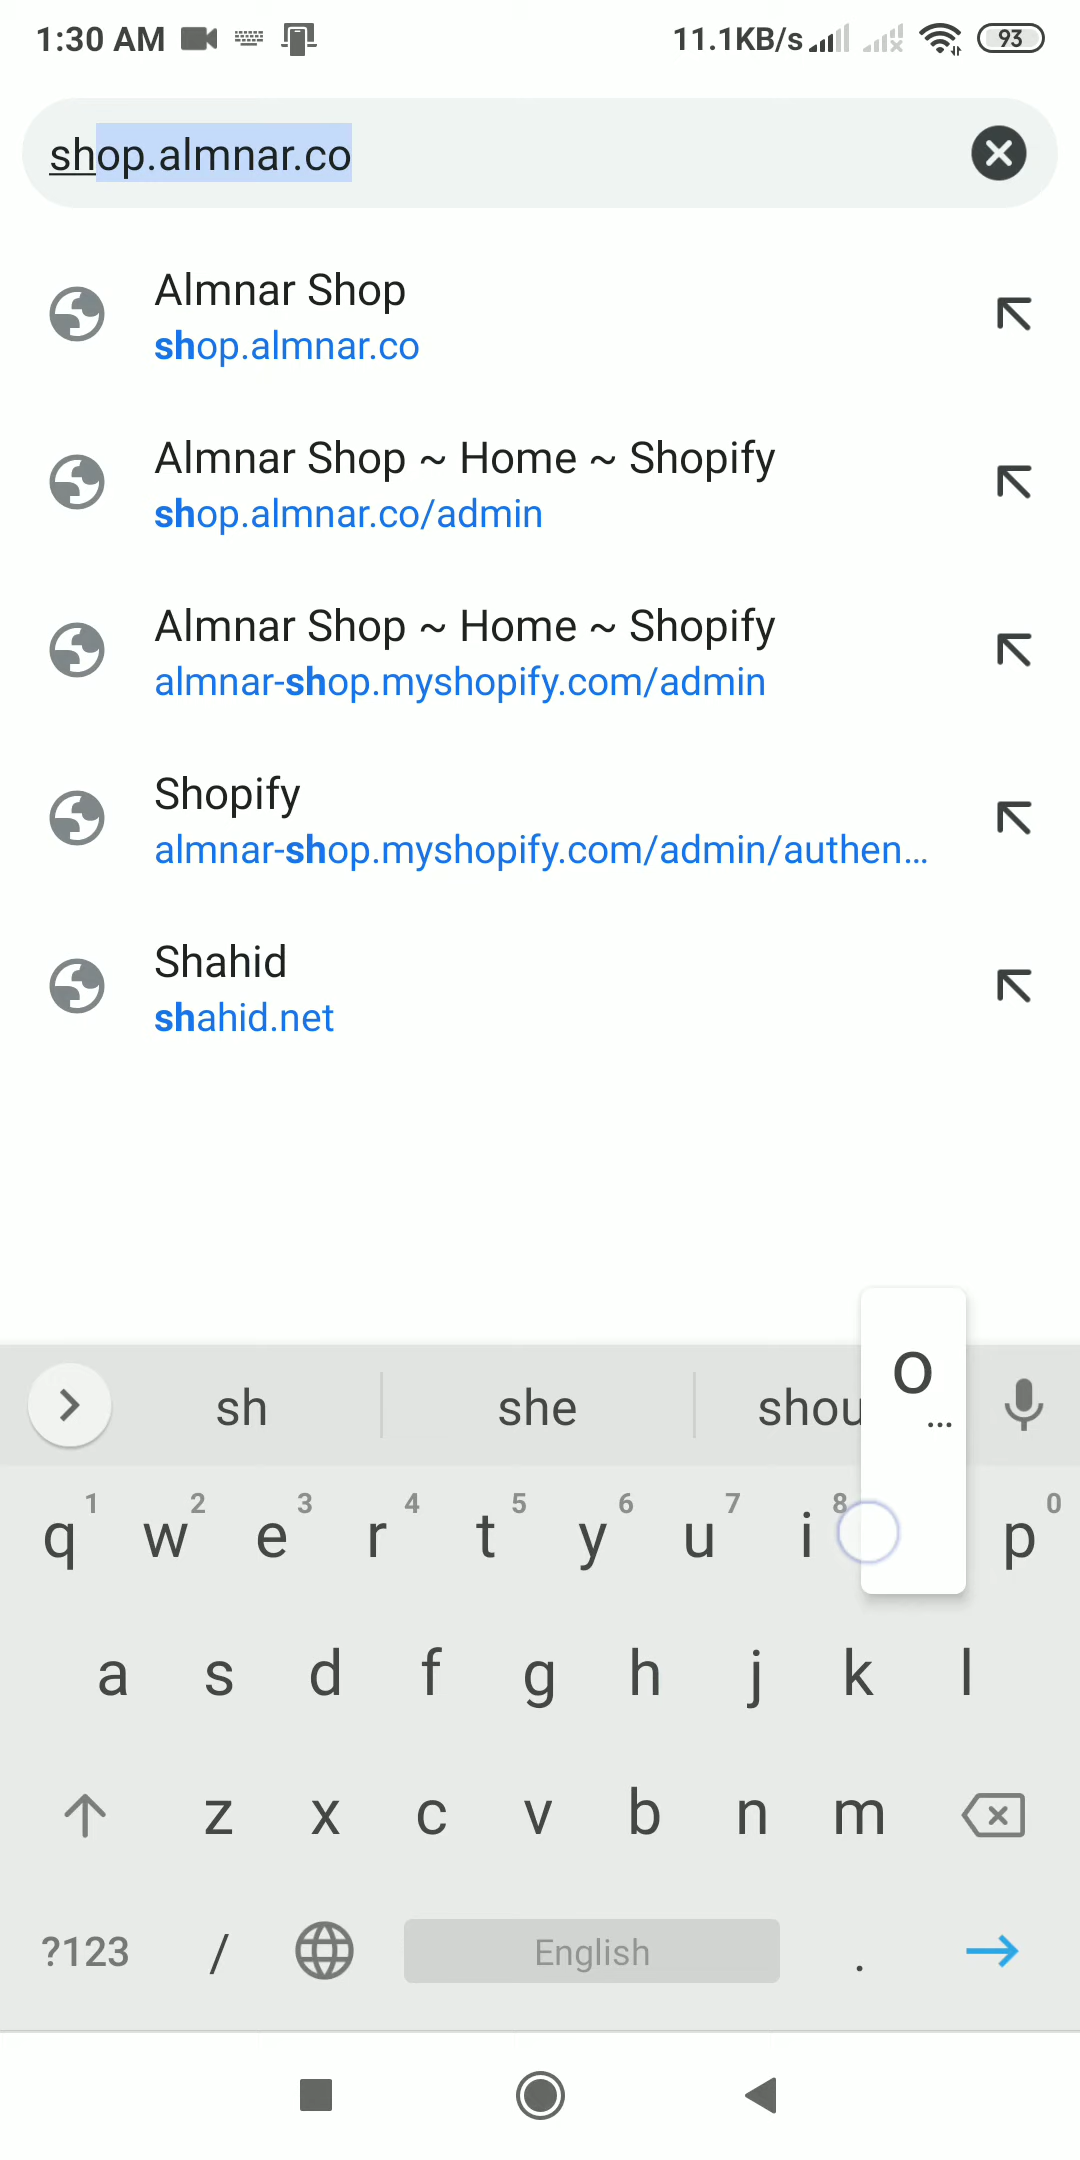 1:30 AM 11.1KB/s 93
shop.almnar.co
Almnar Shop
shop.almnar.co
Almnar Shop ~ Home ~ Shopify
shop.almnar.co/admin
Almnar Shop ~ Home ~ Shopify
almnar-shop.myshopify.com/admin
Shopify
almnar-shop.myshopify.com/admin/authen...
Shahid
shahid.net
o
...
sh she shou
1 2 3 4 5 6 7 8 0
q w e r t y u i p
a s d f g h j k l
z x c v b n m
?123 / English .